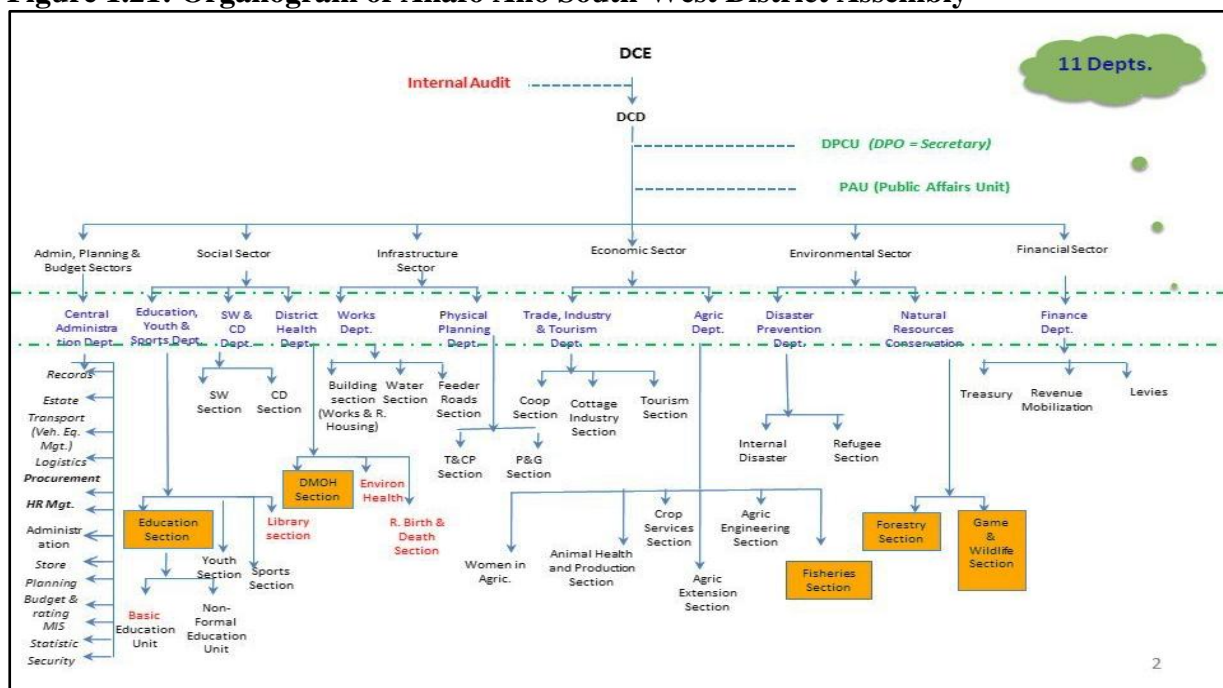 Figure 1.21: Organogram of Ahafo Ano South-West District Assembly
DCE
11 Depts.
Internal Audit
DCD
DPCU (DPO = Secretary)
PAU (Public Affairs Unit)
Admin, Planning &
Budget Sectors
Social Sector
Infrastructure
Sector
Economic Sector
Environmental Sector
Financial Sector
Central
Administra
tion Dept
Education,
Youth &
Sports Dept.
SW &
CD
Dept.
District
Health
Dept.
Works
Dept.
Physical
Planning
Dept.
Trade, Industry
& Tourism
Dept.
Agric
Dept.
Disaster
Prevention
Dept.
Natural
Resources
Conservation
Finance
Dept.
Records
Estate
Transport
(Veh. Eq.
Mgt.)
Logistics
Procurement
HR Mgt.
Administr
ation
Store
Planning
Budget &
rating
MIS
Statistic
Security
SW
Section
CD
Section
Building
section
(Works & R.
Housing)
Water
Section
Feeder
Roads
Section
Coop
Section
Cottage
Industry
Section
Tourism
Section
Treasury
Revenue
Mobilization
Levies
T&CP
Section
P&G
Section
Internal
Disaster
Refugee
Section
DMOH
Section
Environ
Health
R. Birth &
Death
Section
Education
Section
Youth
Section
Sports
Section
Library
section
Basic
Education
Unit
Non-
Formal
Education
Unit
Women in
Agric.
Animal Health
and Production
Section
Crop
Services
Section
Agric
Extension
Section
Agric
Engineering
Section
Fisheries
Section
Forestry
Section
Game
&
Wildlife
Section
2